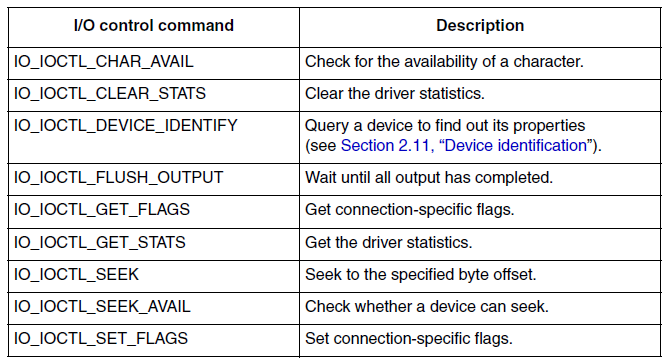 I/O control command Description
IO_IOCTL_CHAR_AVAIL Check for the availability of a character.
IO_IOCTL_CLEAR_STATS Clear the driver statistics.
IO_IOCTL_DEVICE_IDENTIFY Query a device to find out its properties
(see Section 2.11, “Device identification”).
IO_IOCTL_FLUSH_OUTPUT Wait until all output has completed.
IO_IOCTL_GET_FLAGS Get connection-specific flags.
IO_IOCTL_GET_STATS Get the driver statistics.
IO_IOCTL_SEEK Seek to the specified byte offset.
IO_IOCTL_SEEK_AVAIL Check whether a device can seek.
IO_IOCTL_SET_FLAGS Set connection-specific flags.